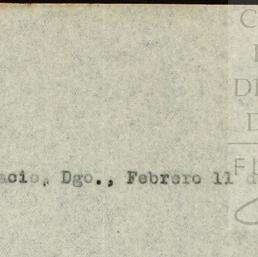 acio, Dgo., Febrero 11 d